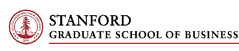 STANFORD
GRADUATE SCHOOL OF BUSINESS